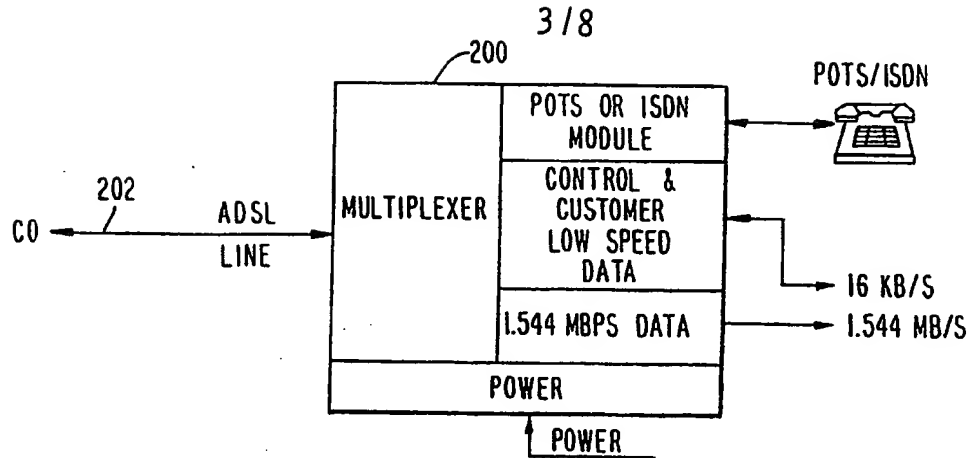 3/8
200
POTS/ISDN
POTS OR ISDN
MODULE
202
CO
ADSL
LINE
MULTIPLEXER
CONTROL &
CUSTOMER
LOW SPEED
DATA
16 KB/S
1.544 MBPS DATA
1.544 MB/S
POWER
POWER